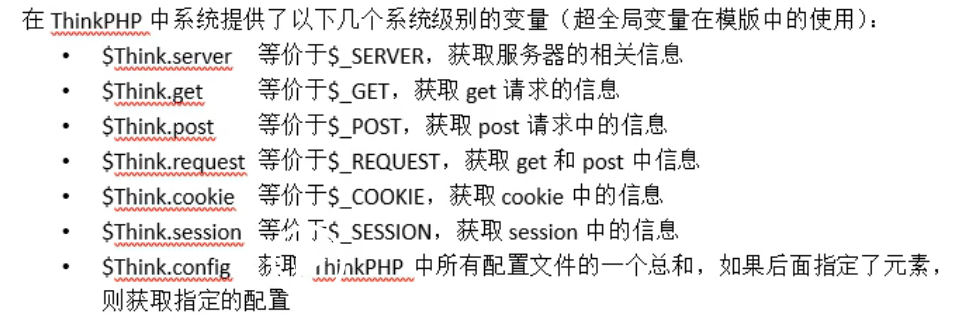 在 ThinkPHP 中系统提供了以下几个系统级别的变量（超全局变量在模版中的使用）：
• $Think.server 等价于$_SERVER，获取服务器的相关信息
• $Think.get 等价于$_GET，获取 get 请求的信息
• $Think.post 等价于$_POST，获取 post 请求中的信息
• $Think.request 等价于$_REQUEST，获取 get 和 post 中信息
• $Think.cookie 等价于$_COOKIE，获取 cookie 中的信息
• $Think.session 等价于$_SESSION，获取 session 中的信息
• $Think.config 获取 ThinkPHP 中所有配置文件的一个总和，如果后面指定了元素，
则获取指定的配置